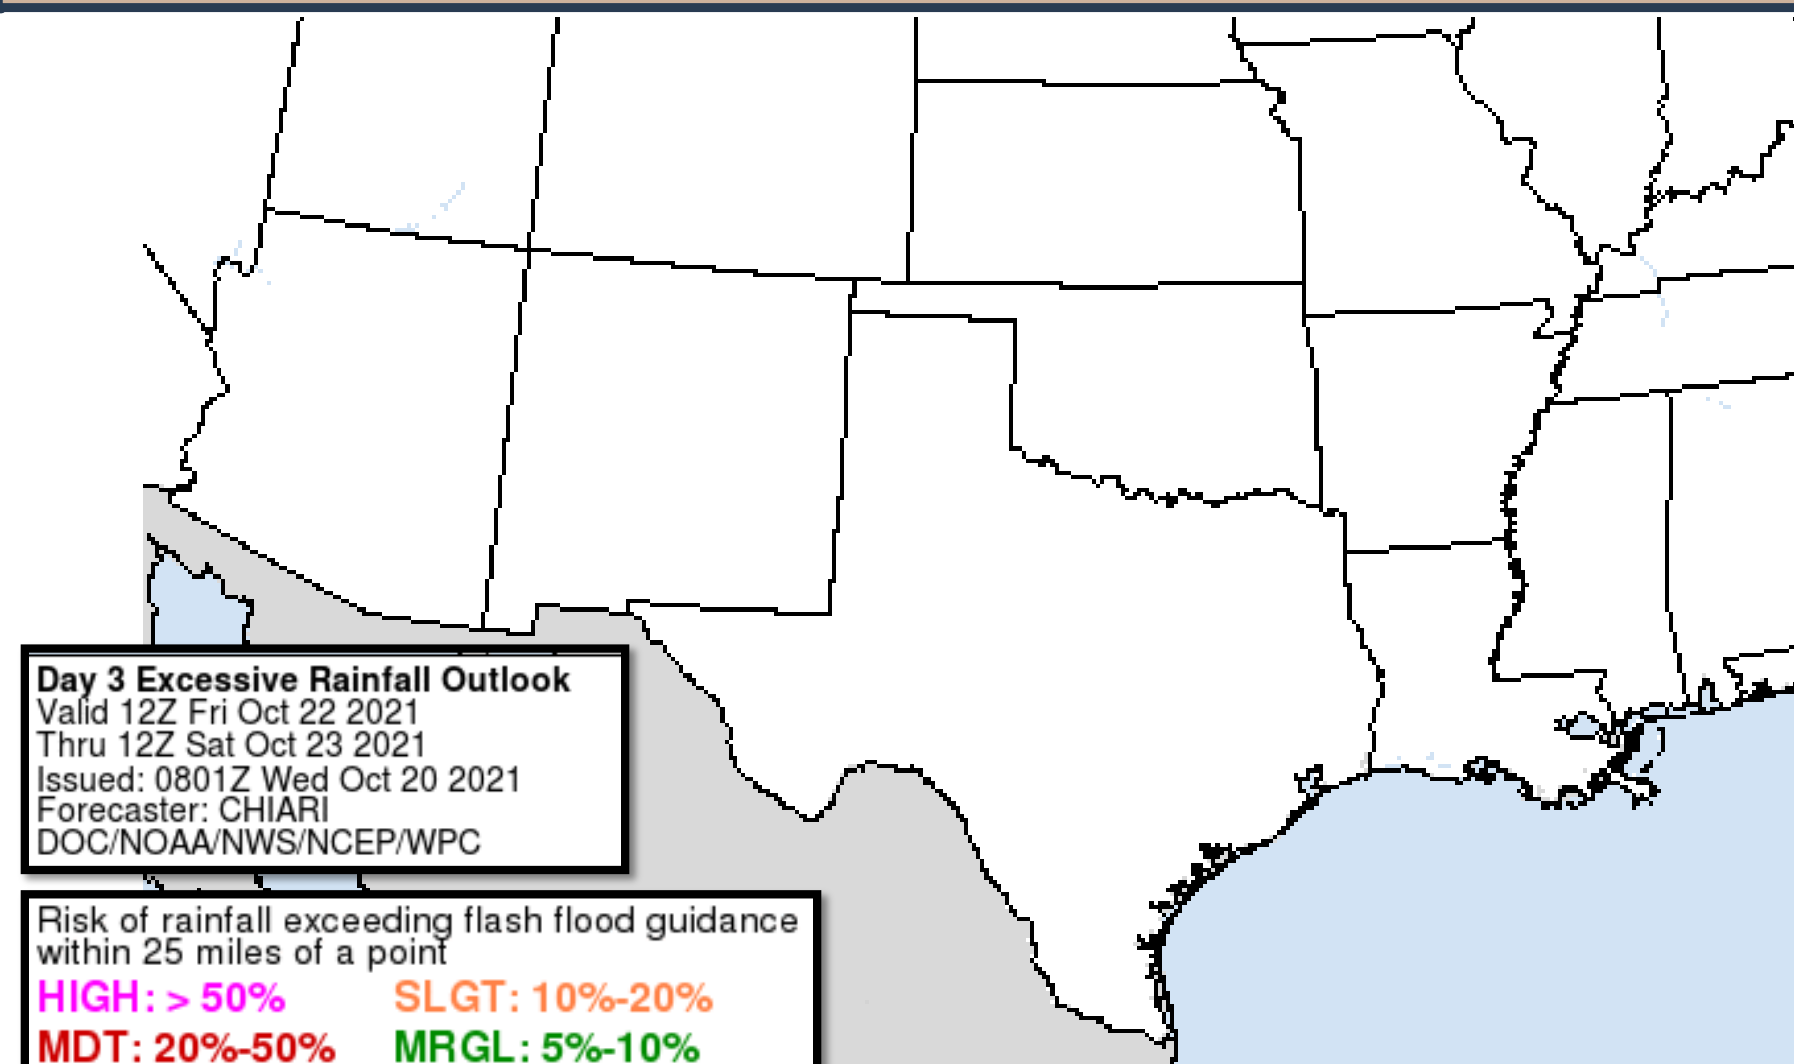 Day 3 Excessive Rainfall Outlook
Valid 12Z Fri Oct 22 2021
Thru 12Z Sat Oct 23 2021
Issued: 0801Z Wed Oct 20 2021
Forecaster: CHIARI
DOC/NOAA/NWS/NCEP/WPC
Risk of rainfall exceeding flash flood guidance
within 25 miles of a point
HIGH: > 50% SLGT: 10%-20%
MDT: 20%-50% MRGL: 5%-10%